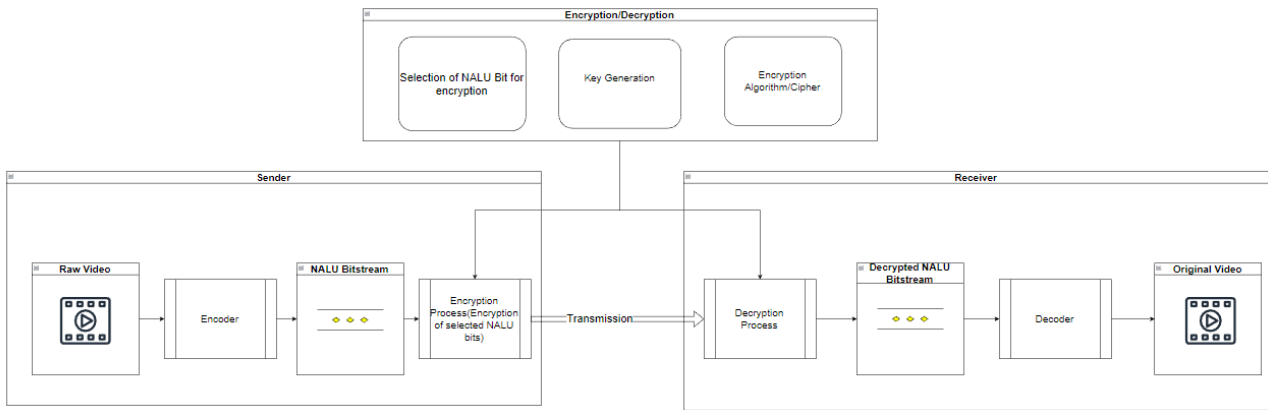 Encryption/Decryption
Selection of NALU Bit for
encryption
Key Generation
Encryption
Algorithm/Cipher
Sender
Receiver
Raw Video
Encoder
NALU Bitstream
Encryption
Process(Encryption
of selected NALU
bits)
Transmission
Decryption
Process
Decrypted NALU
Bitstream
Decoder
Original Video